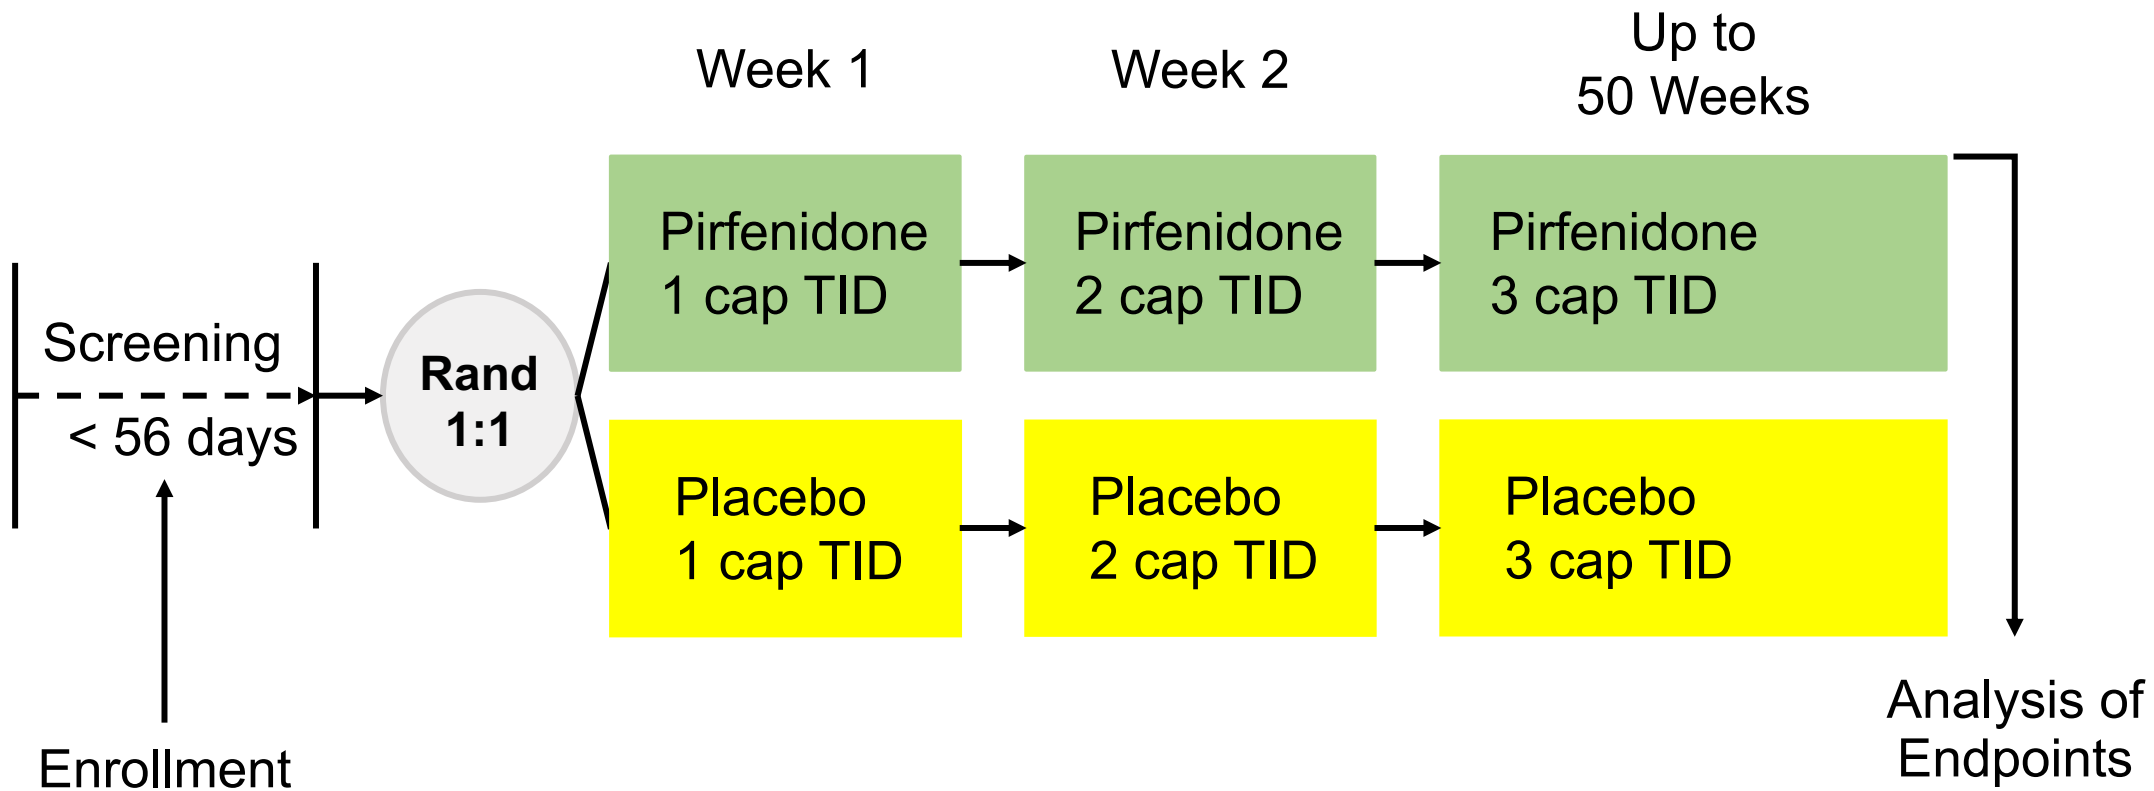 Week 1
Week 2
Up to
50 Weeks
Pirfenidone
1 cap TID
Pirfenidone
2 cap TID
Pirfenidone
3 cap TID
Screening
< 56 days
Rand
1:1
Placebo
1 cap TID
Placebo
2 cap TID
Placebo
3 cap TID
Enrollment
Analysis of
Endpoints